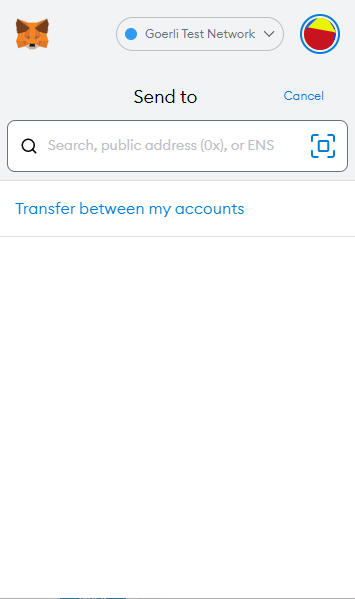 Goerli Test Network
Send to
Cancel
Search, public address (0x), or ENS
Transfer between my accounts